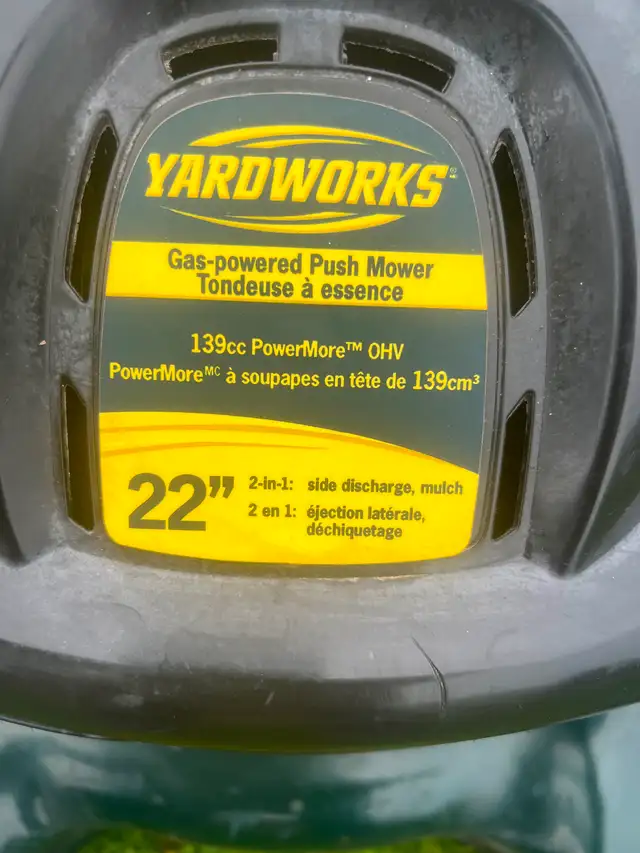 YARDWORKS®
Gas-powered Push Mower
Tondeuse à essence
139cc PowerMore™ OHV
PowerMoreᴹᶜ à soupapes en tête de 139cm³
22”
2-in-1: side discharge, mulch
2 en 1: éjection latérale,
déchiquetage